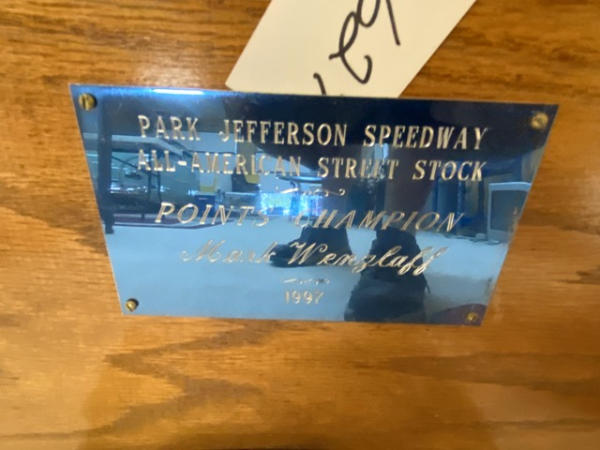 PARK JEFFERSON SPEEDWAY
ALL-AMERICAN STREET STOCK
POINTS CHAMPION
Mark Wenzlaff
1997